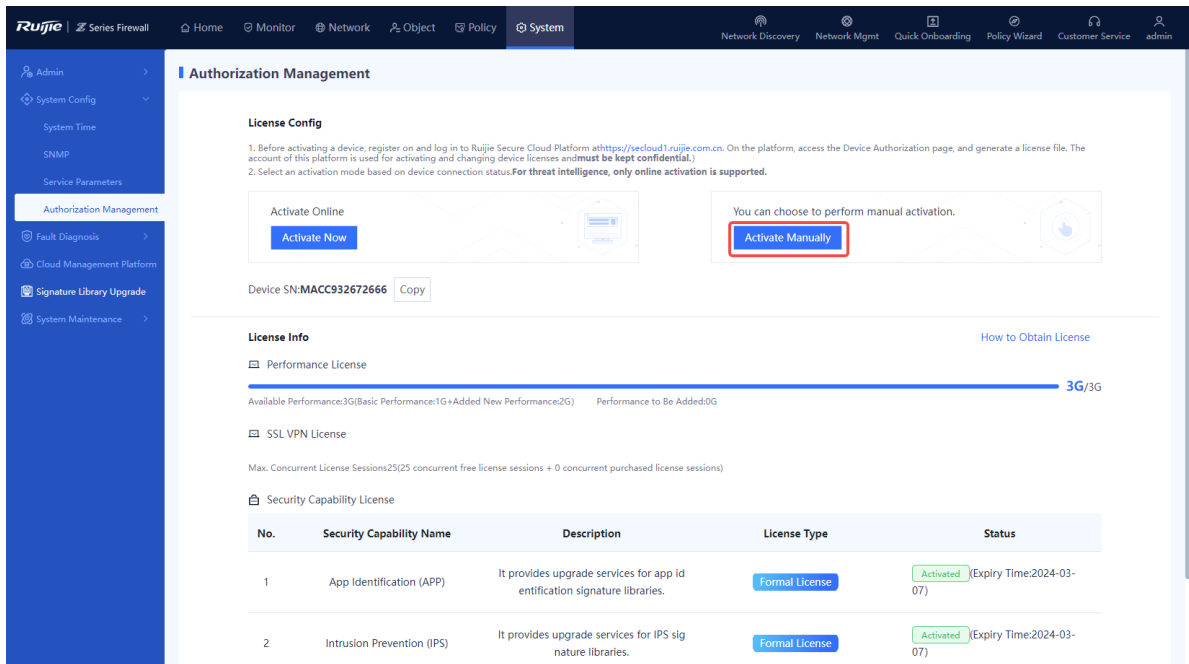 Ruijie | Z Series Firewall
Home
Monitor
Network
Object
Policy
System
Network Discovery
Network Mgmt
Quick Onboarding
Policy Wizard
Customer Service
admin
Admin
System Config
System Time
SNMP
Service Parameters
Authorization Management
Fault Diagnosis
Cloud Management Platform
Signature Library Upgrade
System Maintenance
Authorization Management
License Config
1. Before activating a device, register on and log in to Ruijie Secure Cloud Platform athttps://secloud1.ruijie.com.cn. On the platform, access the Device Authorization page, and generate a license file. The
account of this platform is used for activating and changing device licenses andmust be kept confidential.)
2. Select an activation mode based on device connection status.For threat intelligence, only online activation is supported.
Activate Online
Activate Now
You can choose to perform manual activation.
Activate Manually
Device SN:MACC932672666 Copy
License Info
How to Obtain License
Performance License
3G/3G
Available Performance:3G(Basic Performance:1G+Added New Performance:2G) Performance to Be Added:0G
SSL VPN License
Max. Concurrent License Sessions25(25 concurrent free license sessions + 0 concurrent purchased license sessions)
Security Capability License
No. Security Capability Name Description License Type Status
1 App Identification (APP) It provides upgrade services for app id
entification signature libraries. Formal License Activated (Expiry Time:2024-03-
07)
2 Intrusion Prevention (IPS) It provides upgrade services for IPS sig
nature libraries. Formal License Activated (Expiry Time:2024-03-
07)